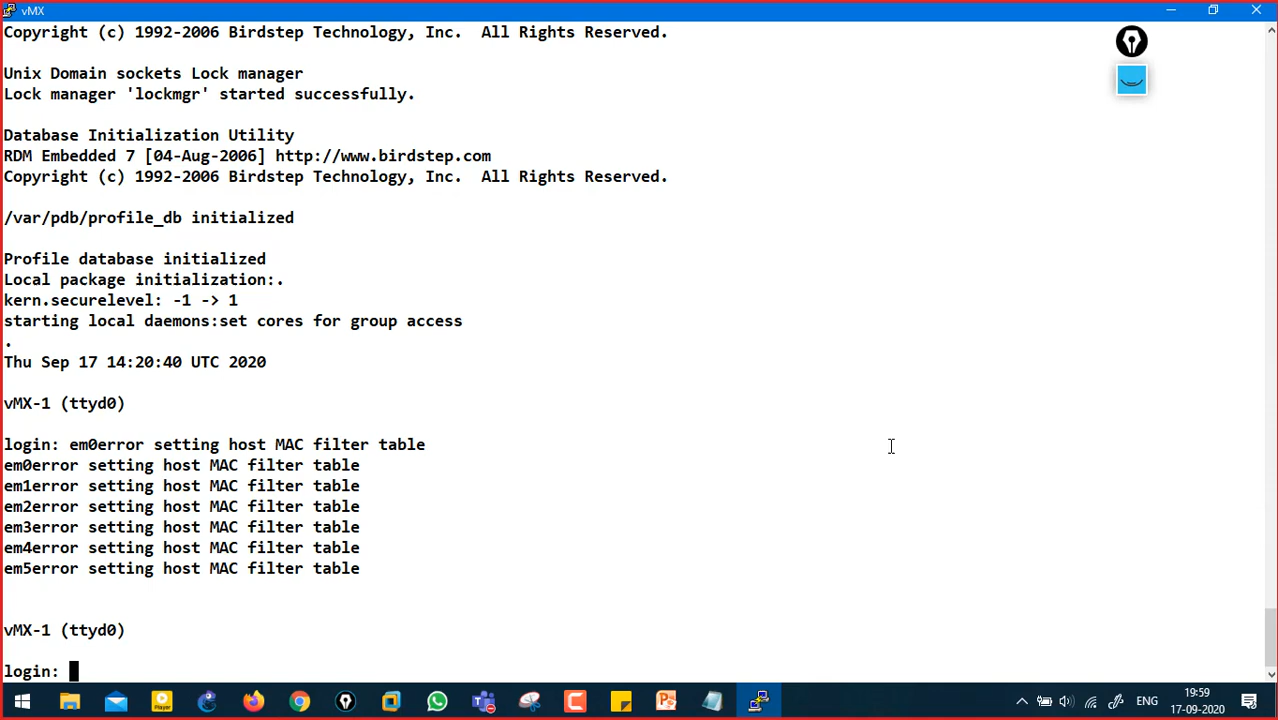 vMX
Copyright (c) 1992-2006 Birdstep Technology, Inc.  All Rights Reserved.
Unix Domain sockets Lock manager
Lock manager 'lockmgr' started successfully.
Database Initialization Utility
RDM Embedded 7 [04-Aug-2006] http://www.birdstep.com
Copyright (c) 1992-2006 Birdstep Technology, Inc.  All Rights Reserved.
/var/pdb/profile_db initialized
Profile database initialized
Local package initialization:.
kern.securelevel: -1 -> 1
starting local daemons:set cores for group access
.
Thu Sep 17 14:20:40 UTC 2020
vMX-1 (ttyd0)
login: em0error setting host MAC filter table
em0error setting host MAC filter table
em1error setting host MAC filter table
em2error setting host MAC filter table
em3error setting host MAC filter table
em4error setting host MAC filter table
em5error setting host MAC filter table
vMX-1 (ttyd0)
login:
Player
ENG
19:59
17-09-2020